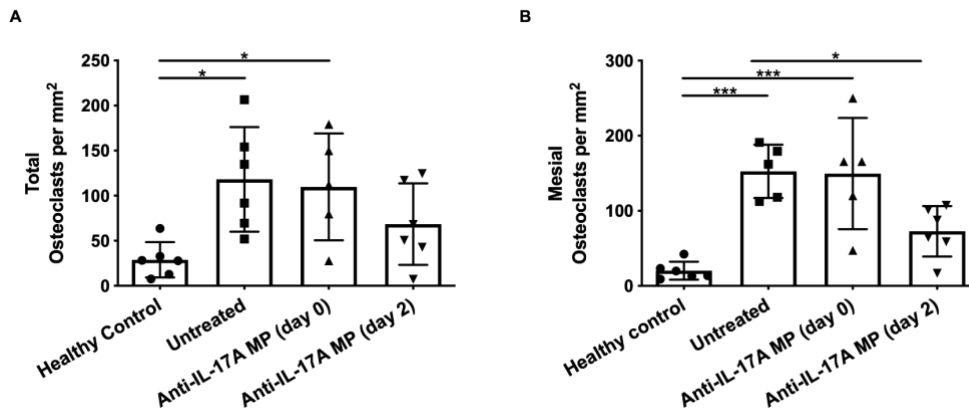 A
Total
Osteoclasts per mm²
250
200
150
100
50
0
*
*
Healthy Control
Untreated
Anti-IL-17A MP (day 0)
Anti-IL-17A MP (day 2)
B
Mesial
Osteoclasts per mm²
300
200
100
0
*
***
***
Healthy control
Untreated
Anti-IL-17A MP (day 0)
Anti-IL-17A MP (day 2)